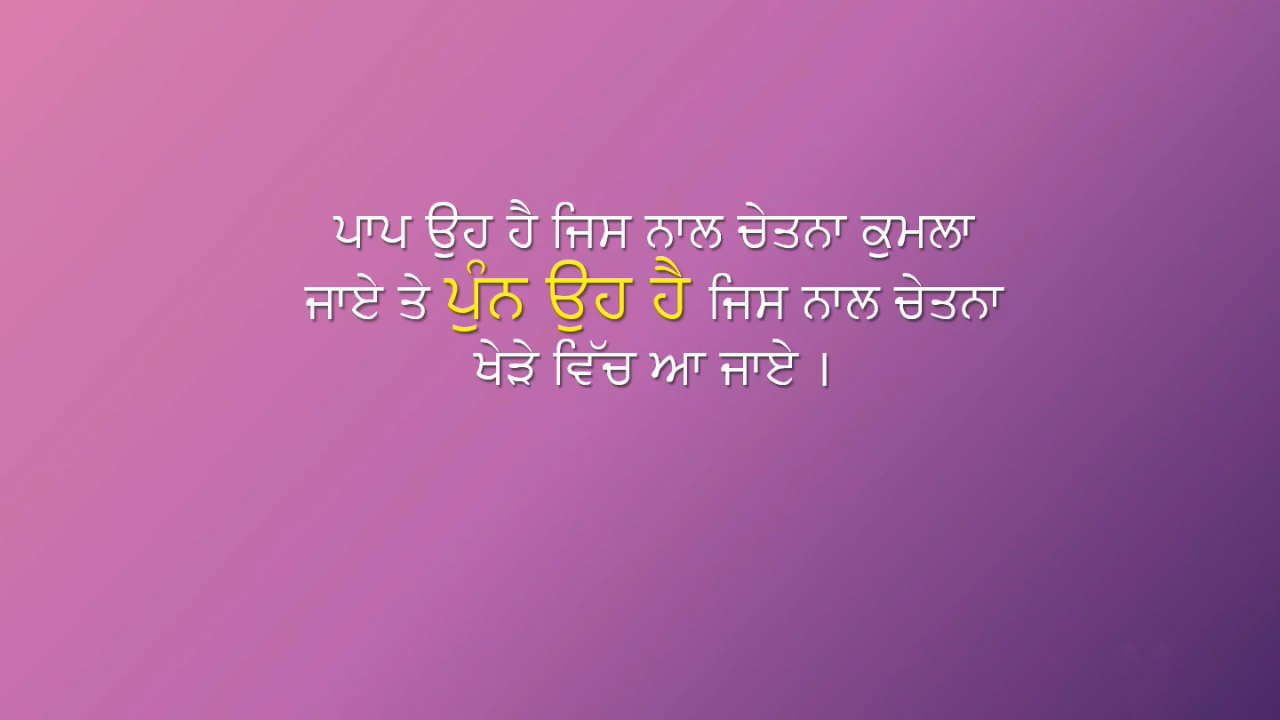 ਪਾਪ ਉਹ ਹੈ ਜਿਸ ਨਾਲ ਚੇਤਨਾ ਕੁਮਲਾ
ਜਾਏ ਤੇ ਪੁੰਨ ਉਹ ਹੈ ਜਿਸ ਨਾਲ ਚੇਤਨਾ
ਖੇੜੇ ਵਿੱਚ ਆ ਜਾਏ ।